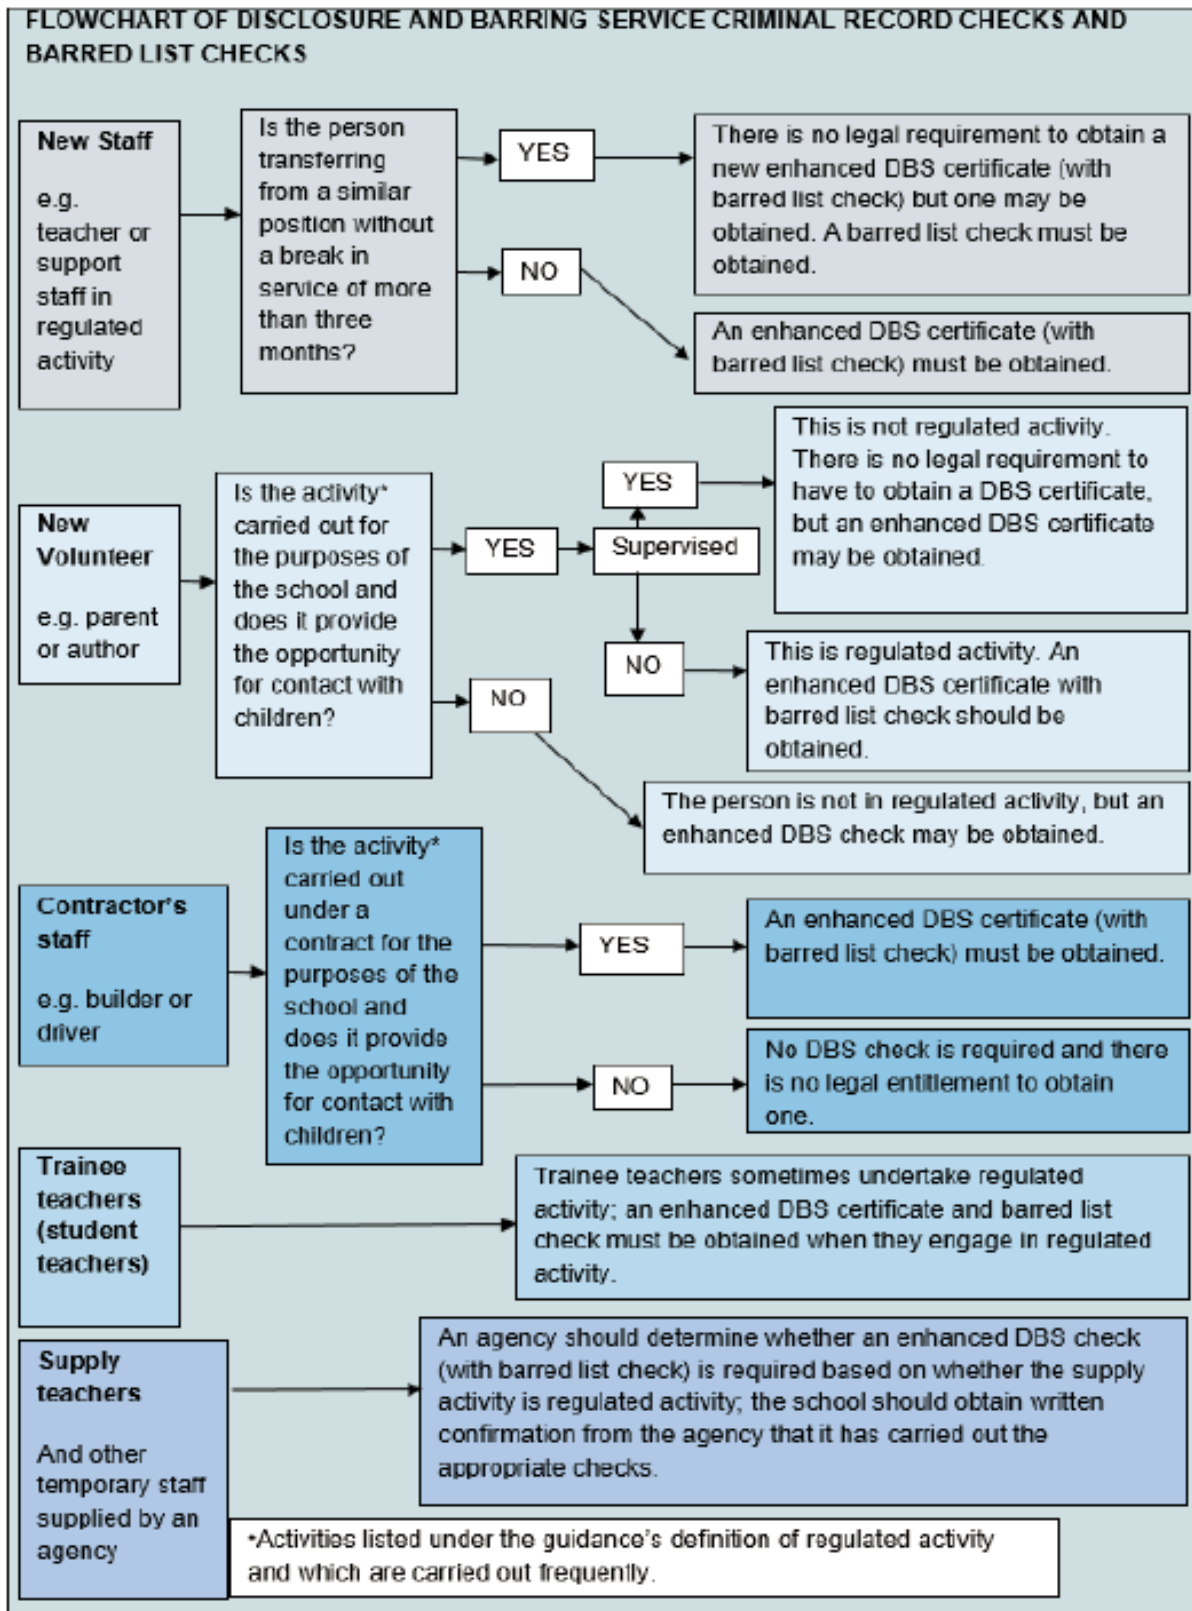 FLOWCHART OF DISCLOSURE AND BARRING SERVICE CRIMINAL RECORD CHECKS AND
BARRED LIST CHECKS
New Staff
e.g.
teacher or
support
staff in
regulated
activity
Is the person
transferring
from a similar
position without
a break in
service of more
than three
months?
YES
There is no legal requirement to obtain a
new enhanced DBS certificate (with
barred list check) but one may be
obtained. A barred list check must be
obtained.
NO
An enhanced DBS certificate (with
barred list check) must be obtained.
New
Volunteer
e.g. parent
or author
Is the activity*
carried out for
the purposes of
the school and
does it provide
the opportunity
for contact with
children?
YES
Supervised
YES
This is not regulated activity.
There is no legal requirement to
have to obtain a DBS certificate,
but an enhanced DBS certificate
may be obtained.
NO
This is regulated activity. An
enhanced DBS certificate with
barred list check should be
obtained.
NO
The person is not in regulated activity, but an
enhanced DBS check may be obtained.
Contractor's
staff
e.g. builder or
driver
Is the activity*
carried out
under a
contract for the
purposes of the
school and
does it provide
the opportunity
for contact with
children?
YES
An enhanced DBS certificate (with
barred list check) must be obtained.
NO
No DBS check is required and there
is no legal entitlement to obtain
one.
Trainee
teachers
(student
teachers)
Trainee teachers sometimes undertake regulated
activity; an enhanced DBS certificate and barred list
check must be obtained when they engage in regulated
activity.
Supply
teachers
And other
temporary staff
supplied by an
agency
An agency should determine whether an enhanced DBS check
(with barred list check) is required based on whether the supply
activity is regulated activity; the school should obtain written
confirmation from the agency that it has carried out the
appropriate checks.
*Activities listed under the guidance's definition of regulated activity
and which are carried out frequently.